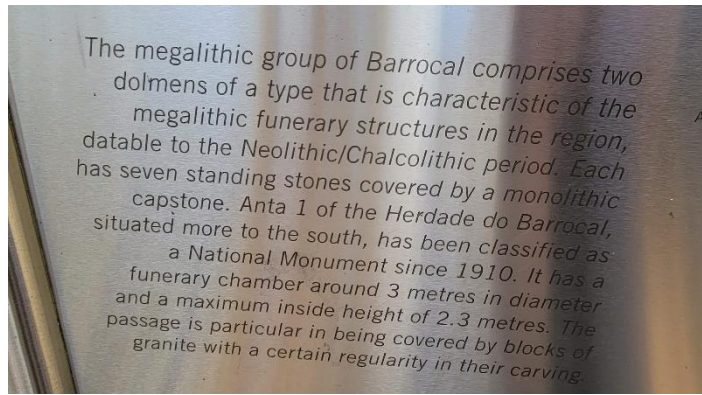 The megalithic group of Barrocal comprises two
dolmens of a type that is characteristic of the
megalithic funerary structures in the region,
datable to the Neolithic/Chalcolithic period. Each
has seven standing stones covered by a monolithic
capstone. Anta 1 of the Herdade do Barrocal,
situated more to the south, has been classified as
a National Monument since 1910. It has a
funerary chamber around 3 metres in diameter
and a maximum inside height of 2.3 metres. The
passage is particular in being covered by blocks of
granite with a certain regularity in their carving.